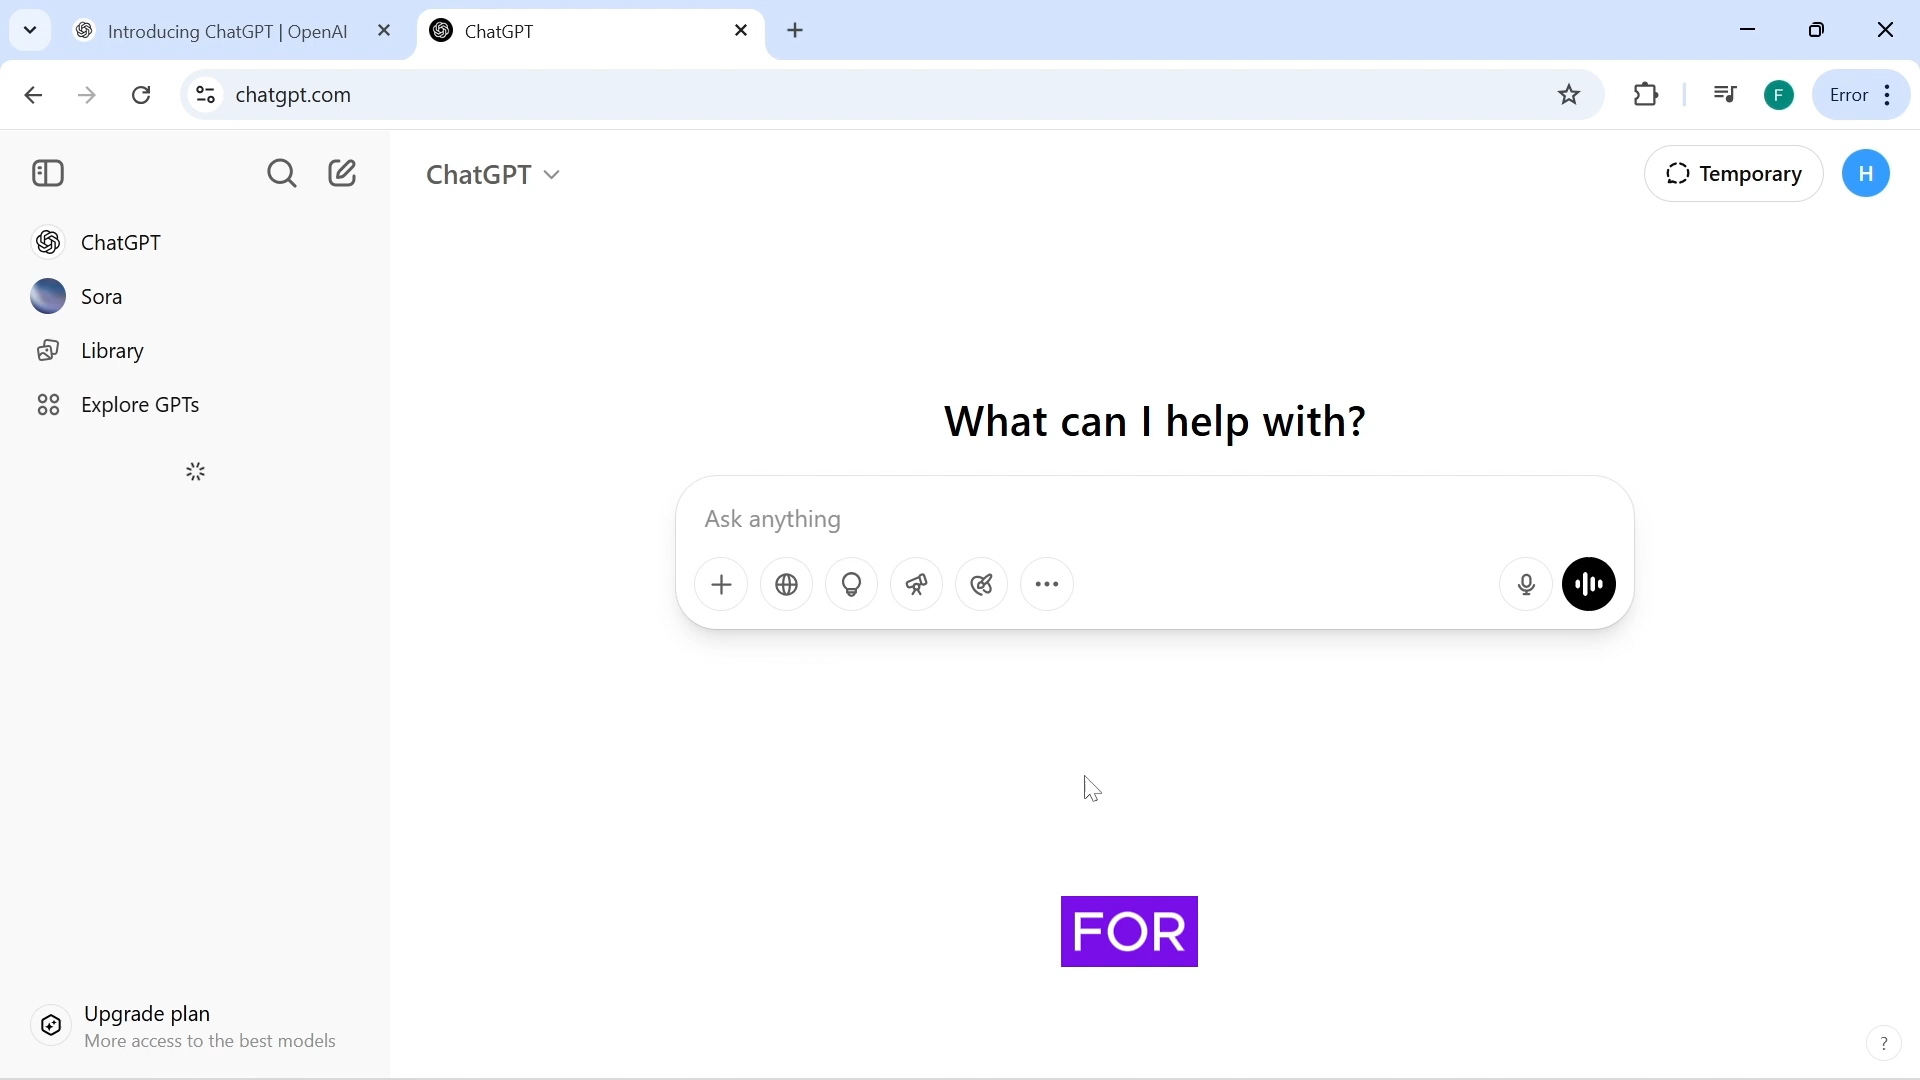 Introducing ChatGPT | OpenAI
ChatGPT
chatgpt.com
F
Error
ChatGPT
Temporary
H
ChatGPT
Sora
Library
Explore GPTs
What can I help with?
Ask anything
FOR
Upgrade plan
More access to the best models
?